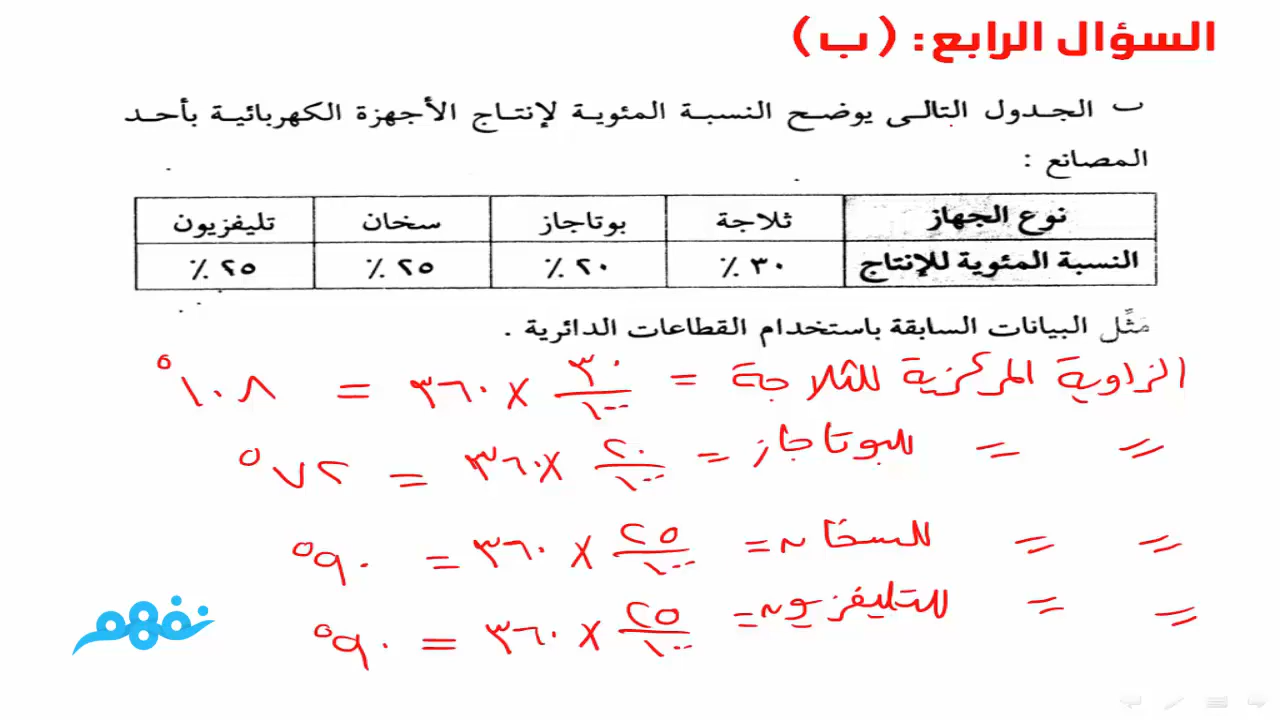 السؤال الرابع: (ب)
ب الجدول التالى يوضح النسبة المئوية لإنتاج الأجهزة الكهربائية بأحد
المصانع :
نوع الجهاز ثلاجة بوتاجاز سخان تليفزيون
النسبة المئوية للإنتاج ٣٠ ٪ ٢٠ ٪ ٢٥ ٪ ٢٥ ٪
مَثِّل البيانات السابقة باستخدام القطاعات الدائرية .
الزاوية المركزية للثلاجة = ٣٠/١٠٠ × ٣٦٠ = ١٠٨°
〃 〃 للبوتاجاز = ٢٠/١٠٠ × ٣٦٠ = ٧٢°
〃 〃 للسخان = ٢٥/١٠٠ × ٣٦٠ = ٩٠°
〃 〃 للتليفزيون = ٢٥/١٠٠ × ٣٦٠ = ٩٠°
نفهم